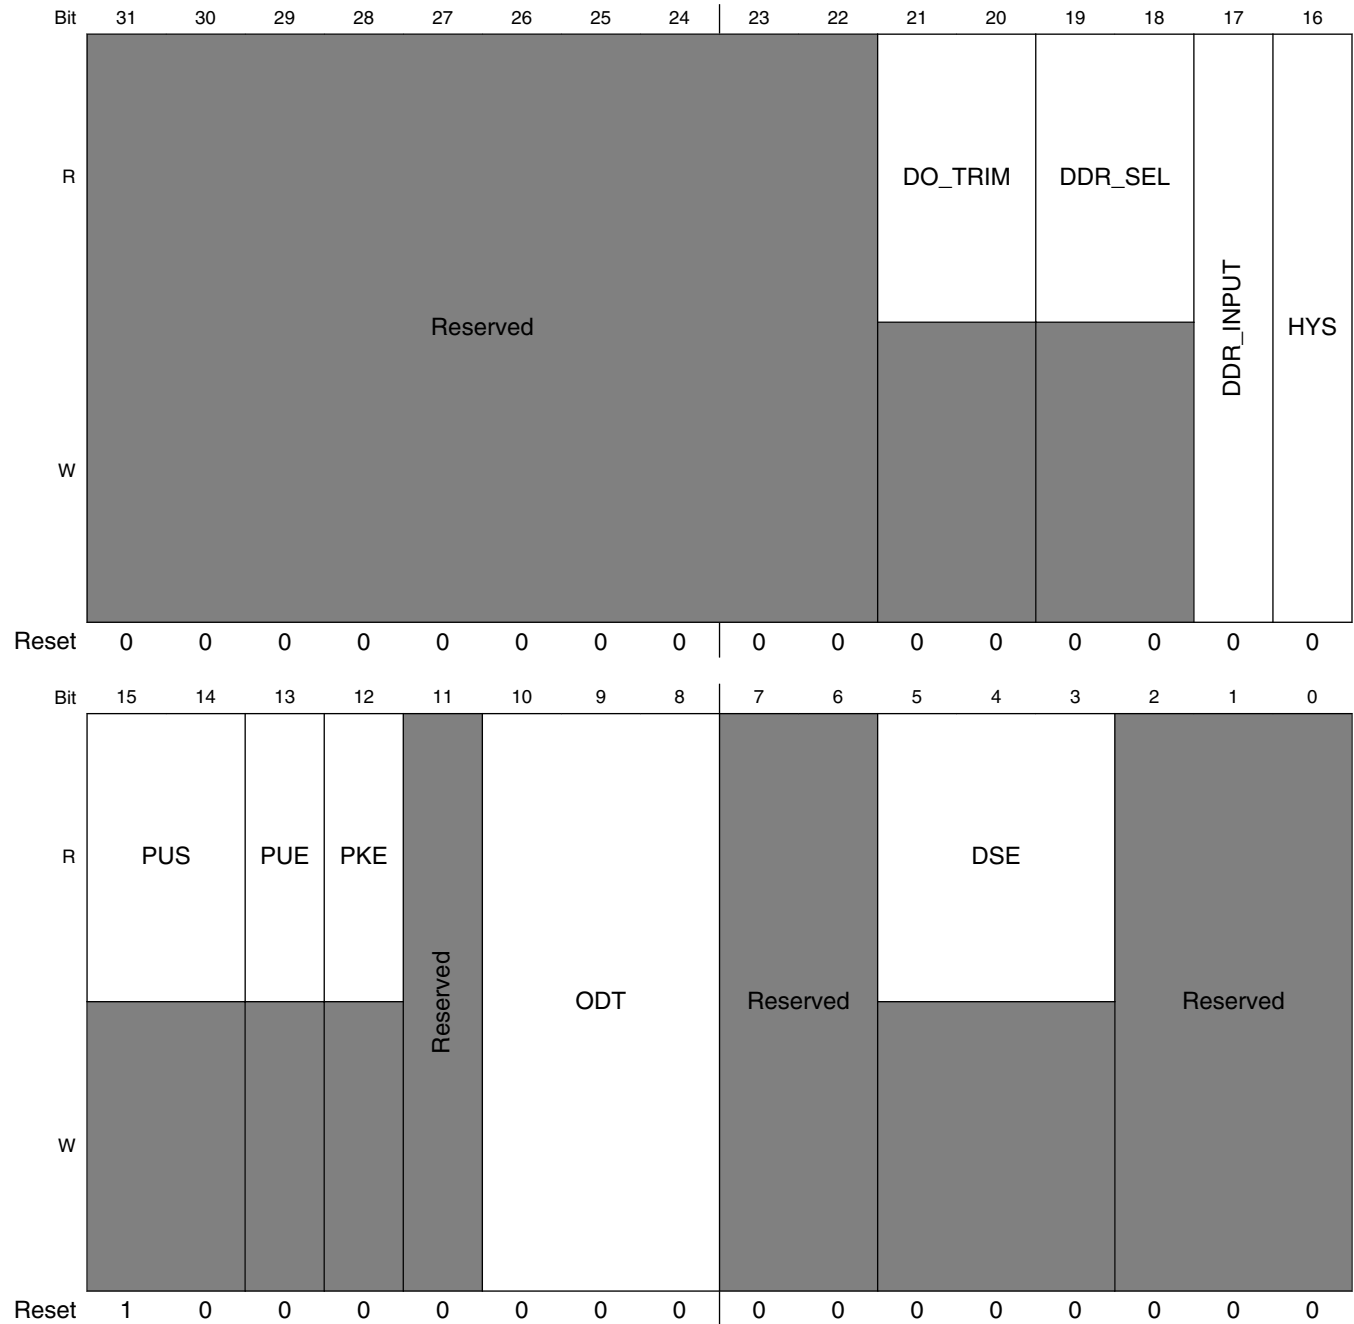 Bit 31 30 29 28 27 26 25 24 23 22 21 20 19 18 17 16
R DO_TRIM DDR_SEL
Reserved DDR_INPUT HYS
W
Reset 0 0 0 0 0 0 0 0 0 0 0 0 0 0 0 0
Bit 15 14 13 12 11 10 9 8 7 6 5 4 3 2 1 0
R PUS PUE PKE DSE
Reserved ODT Reserved Reserved
W
Reset 1 0 0 0 0 0 0 0 0 0 0 0 0 0 0 0